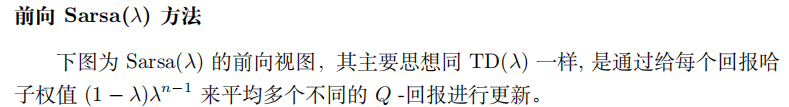 前向 Sarsa(λ) 方法
下图为 Sarsa(λ) 的前向视图，其主要思想同 TD(λ) 一样, 是通过给每个回报哈
子权值 (1 − λ)λⁿ⁻¹ 来平均多个不同的 Q -回报进行更新。